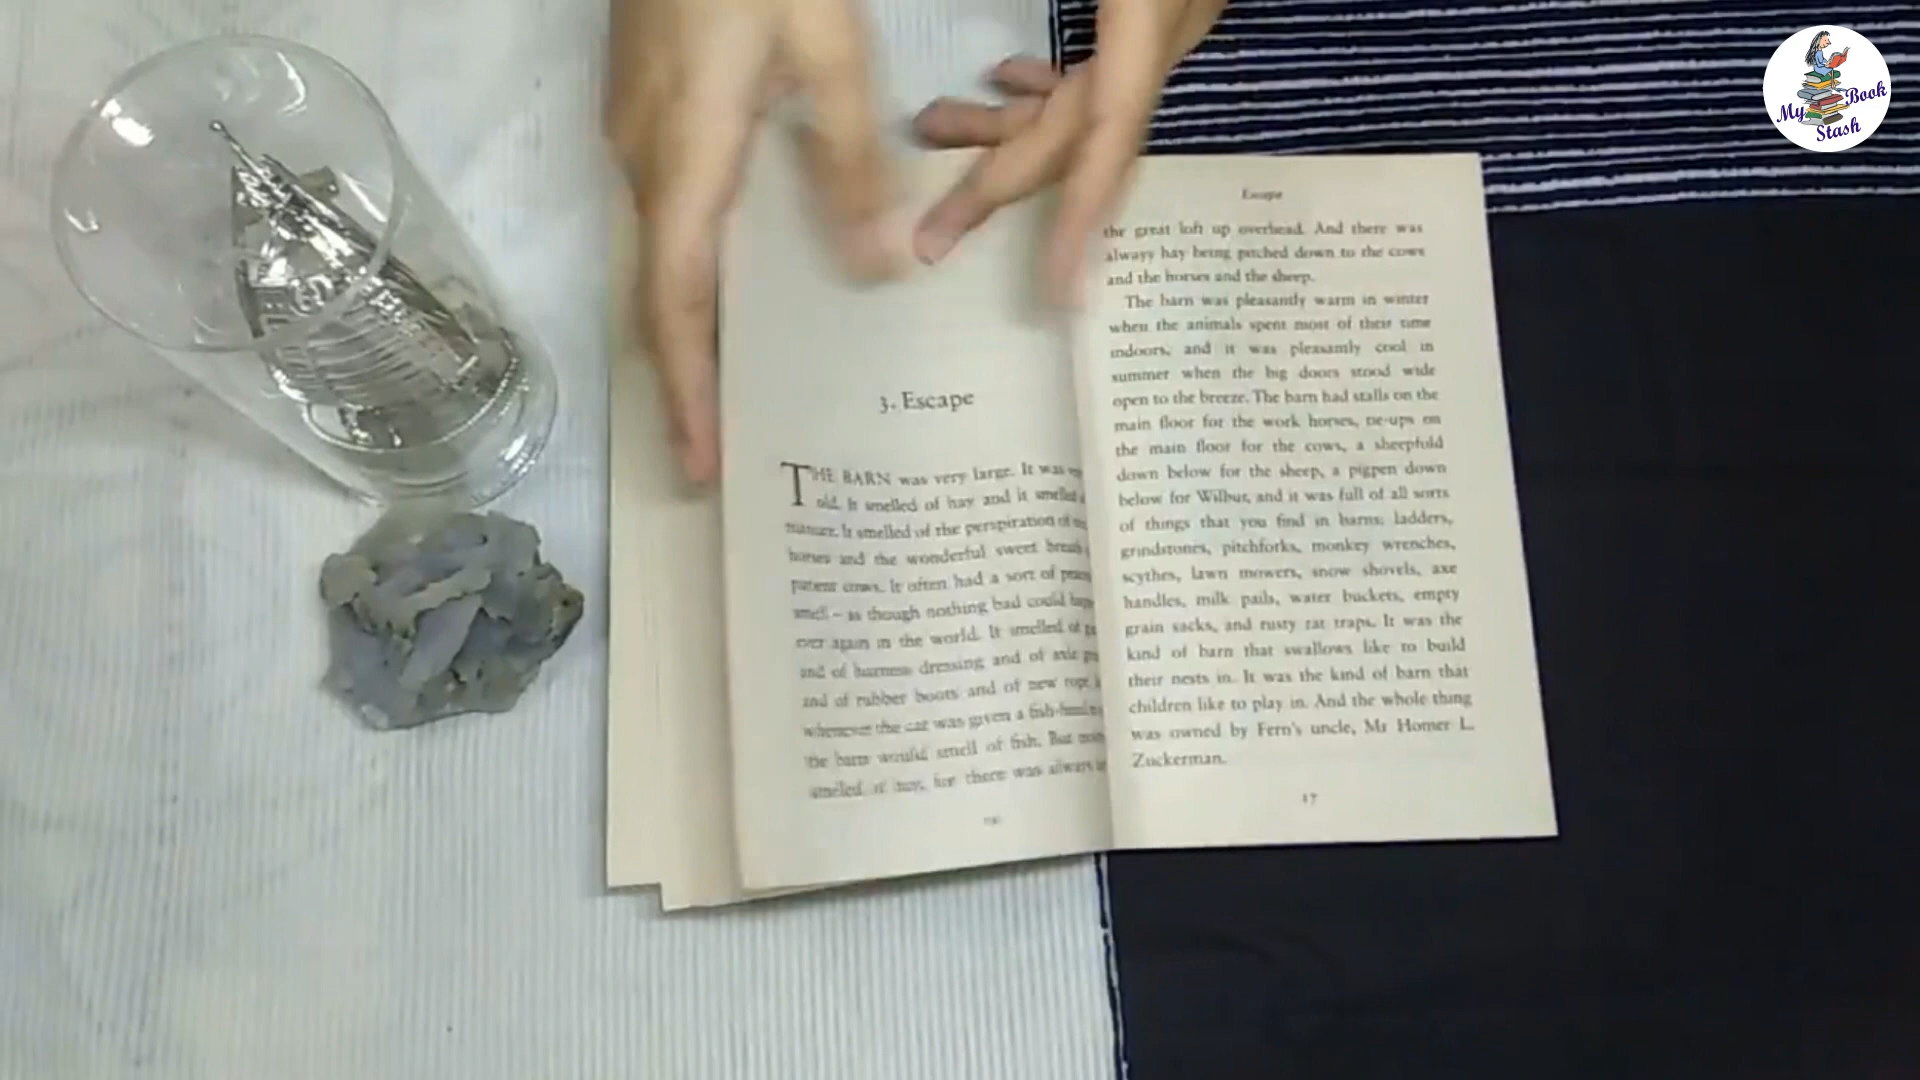 3. Escape
THE BARN was very large. It was
old. It smelled of hay and it smelled
manure. It smelled of the perspiration of
horses and the wonderful sweet breath
patient cows. It often had a sort of
smell – as though nothing bad could
ever again in the world. It smelled of
and of harness dressing and of axle
and of rubber boots and of new rope.
whenever the cat was given a fish-
the barn would smell of fish. But
smelled of hay, for there was always
Escape
the great loft up overhead. And there was
always hay being pitched down to the cows
and the horses and the sheep.
The barn was pleasantly warm in winter
when the animals spent most of their time
indoors, and it was pleasantly cool in
summer when the big doors stood wide
open to the breeze. The barn had stalls on the
main floor for the work horses, tie-ups on
the main floor for the cows, a sheepfold
down below for the sheep, a pigpen down
below for Wilbur, and it was full of all sorts
of things that you find in barns: ladders,
grindstones, pitchforks, monkey wrenches,
scythes, lawn mowers, snow shovels, axe
handles, milk pails, water buckets, empty
grain sacks, and rusty rat traps. It was the
kind of barn that swallows like to build
their nests in. It was the kind of barn that
children like to play in. And the whole thing
was owned by Fern's uncle, Mr Homer L.
Zuckerman.
17
My Book
Stash